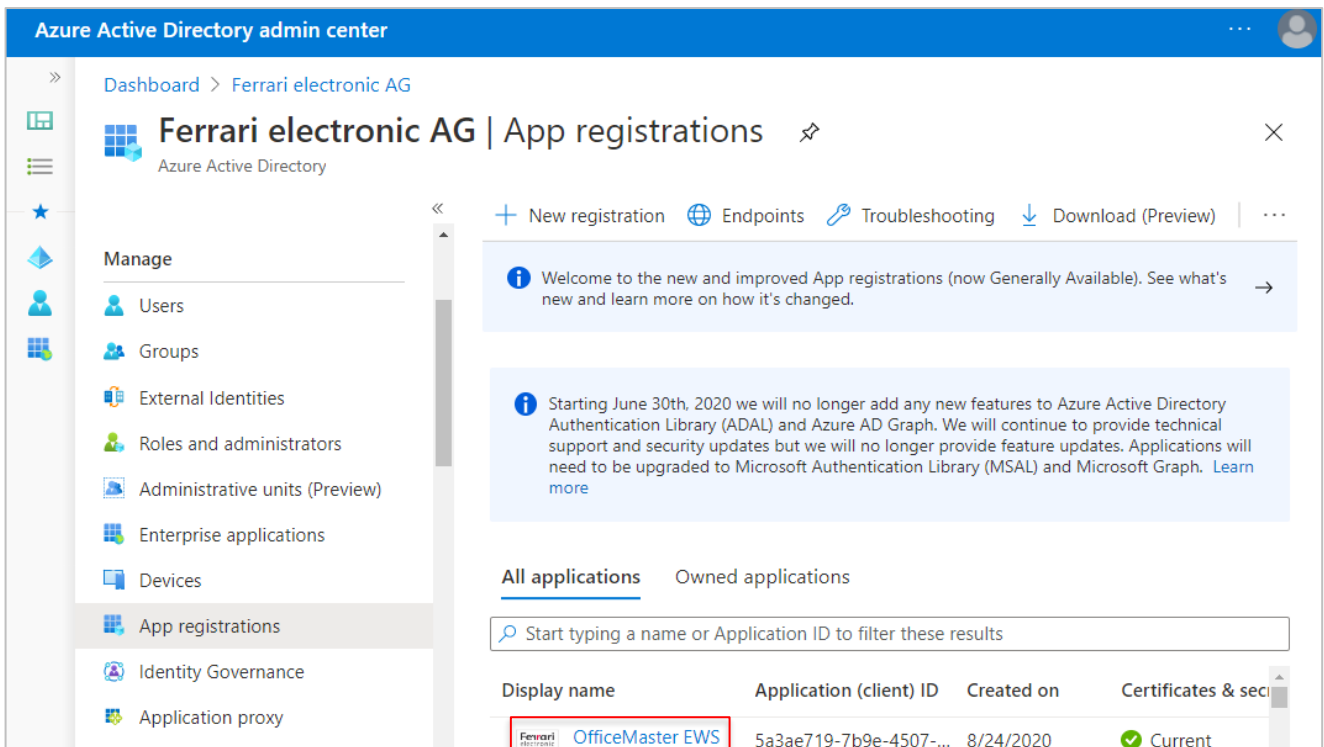 Azure Active Directory admin center
Dashboard > Ferrari electronic AG
Ferrari electronic AG | App registrations
Azure Active Directory
Manage
Users
Groups
External Identities
Roles and administrators
Administrative units (Preview)
Enterprise applications
Devices
App registrations
Identity Governance
Application proxy
New registration
Endpoints
Troubleshooting
Download (Preview)
Welcome to the new and improved App registrations (now Generally Available). See what's
new and learn more on how it's changed.
Starting June 30th, 2020 we will no longer add any new features to Azure Active Directory
Authentication Library (ADAL) and Azure AD Graph. We will continue to provide technical
support and security updates but we will no longer provide feature updates. Applications will
need to be upgraded to Microsoft Authentication Library (MSAL) and Microsoft Graph. Learn
more
All applications Owned applications
Start typing a name or Application ID to filter these results
Display name Application (client) ID Created on Certificates & sec
Ferrari
electronic
OfficeMaster EWS 5a3ae719-7b9e-4507-... 8/24/2020 Current